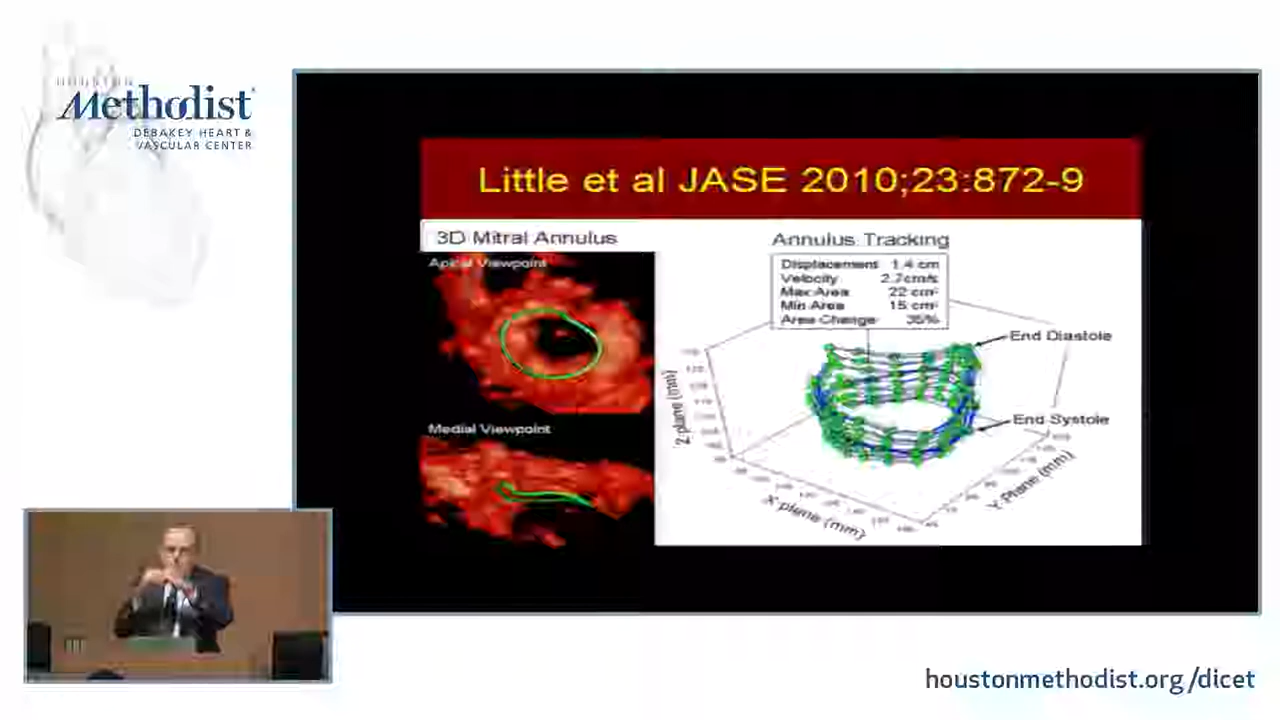 HOUSTON
Methodist
DEBAKEY HEART &
VASCULAR CENTER
Little et al JASE 2010;23:872-9
3D Mitral Annulus
Apical Viewpoint
Medial Viewpoint
Annulus Tracking
Displacement 1.4 cm
Velocity 2.7cm/s
Max Area 22 cm²
Min Area 15 cm²
Area Change 35%
End Diastole
End Systole
Z-plane (mm)
X-plane (mm)
Y-Plane (mm)
houstonmethodist.org/dicet